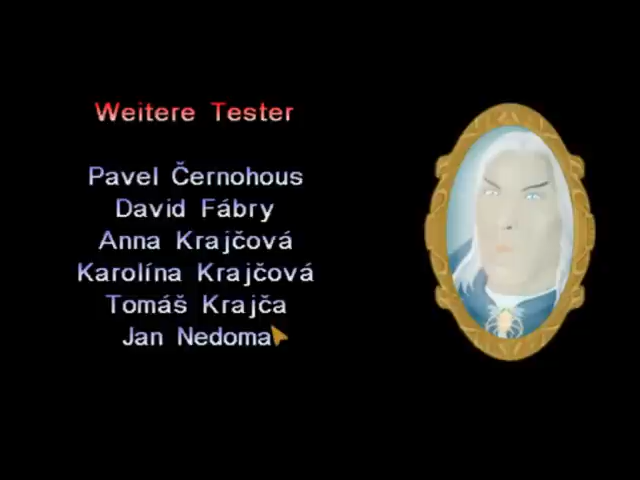 Weitere Tester
Pavel Černohous
David Fábry
Anna Krajčová
Karolína Krajčová
Tomáš Krajča
Jan Nedoma